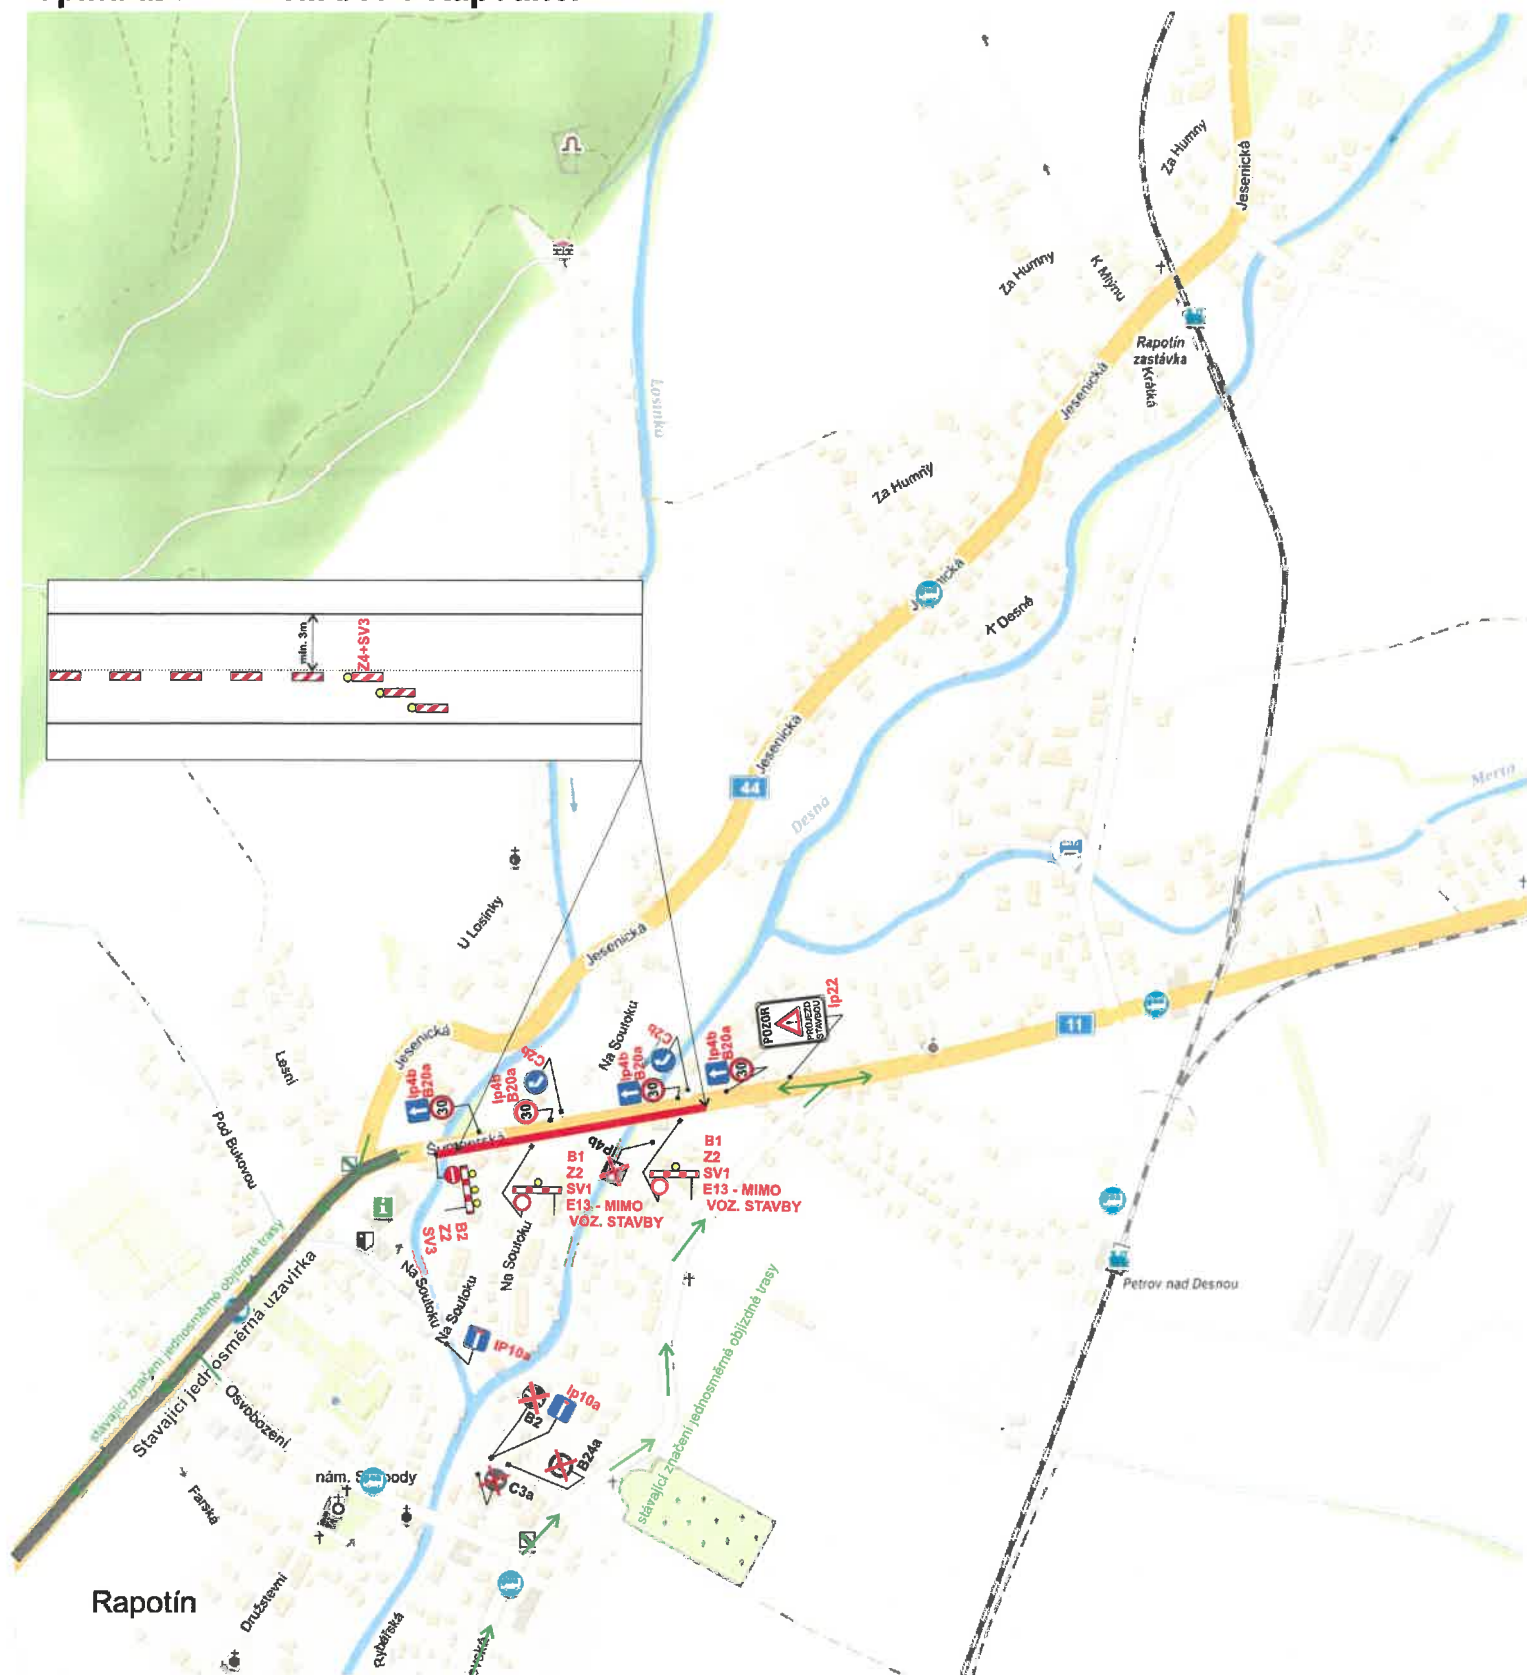 Za Humny
Jesenická
Za Humny
K Mlýnu
Rapotín
zastávka
Krátká
Jesenická
Losinka
Za Humny
Jesenická
K Desné
min. 3m
Z4+SV3
Jesenická
44
Desná
Merta
U Losinky
Jesenická
Ip22
POZOR
PRŮJEZD
STAVBOU
11
Na Soutoku
Jesenická
C2b
C2b
Ip4b
B20a
30
Ip4b
B20a
30
Ip4b
B20a
30
Ip4b
B20a
30
Lesní
Pod Bukovou
Šumperská
IP4b
B1
Z2
SV1
E13 - MIMO
VOZ. STAVBY
B1
Z2
SV1
E13 - MIMO
VOZ. STAVBY
B2
Z2
SV3
Na Soutoku
Na Soutoku
Na Soutoku
stávající značení jednosměrné objízdné trasy
Stávající jednosměrná uzavírka
Petrov nad Desnou
IP10a
Ip10a
B2
B24a
C3a
stávající značení jednosměrné objízdné trasy
Osvobození
nám. Svobody
Farská
Rapotín
Družstevní
Rybářská